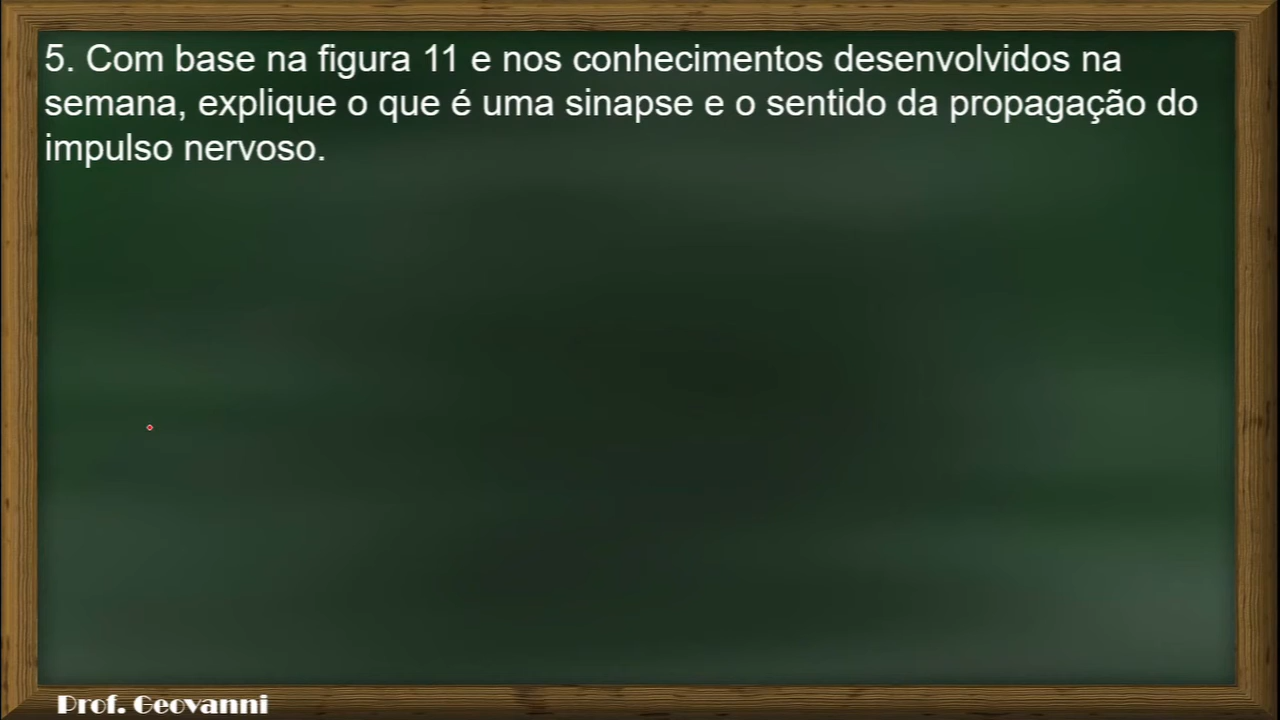 5. Com base na figura 11 e nos conhecimentos desenvolvidos na
semana, explique o que é uma sinapse e o sentido da propagação do
impulso nervoso.
Prof. Geovanni